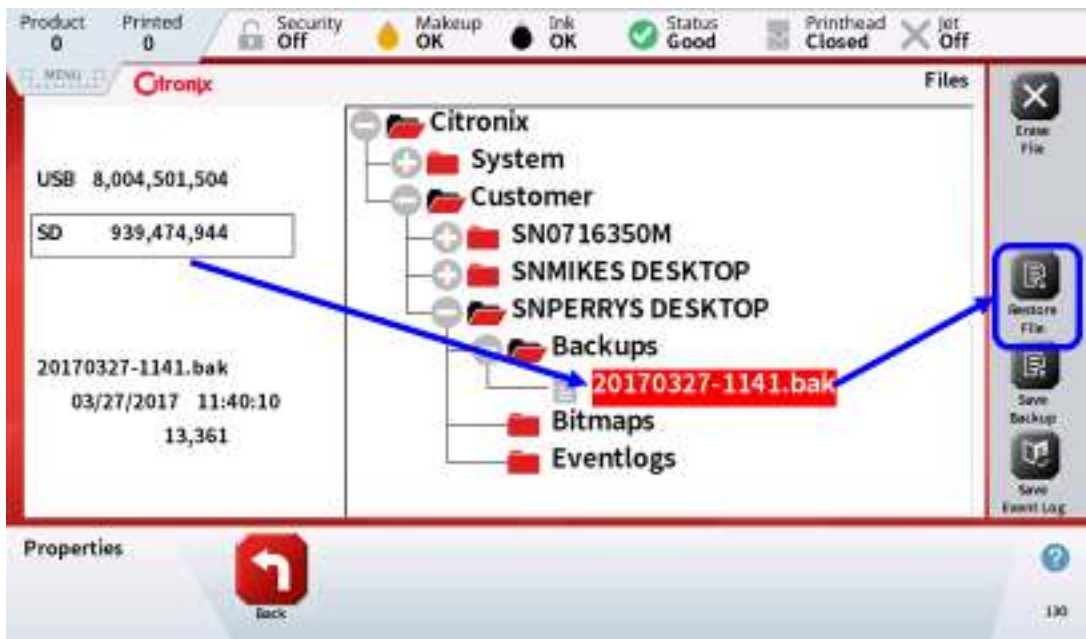 Product Printed Security Makeup Ink Status Printhead Jet
0 0 Off OK OK Good Closed Off
MENU Citronix Files
USB 8,004,501,504
SD 939,474,944
20170327-1141.bak
03/27/2017 11:40:10
13,361
Citronix
System
Customer
SN0716350M
SNMIKES DESKTOP
SNPERRYS DESKTOP
Backups
20170327-1141.bak
Bitmaps
Eventlogs
Erase
File
Restore
File
Save
Backup
Save
Event Log
Properties
Back
?
130